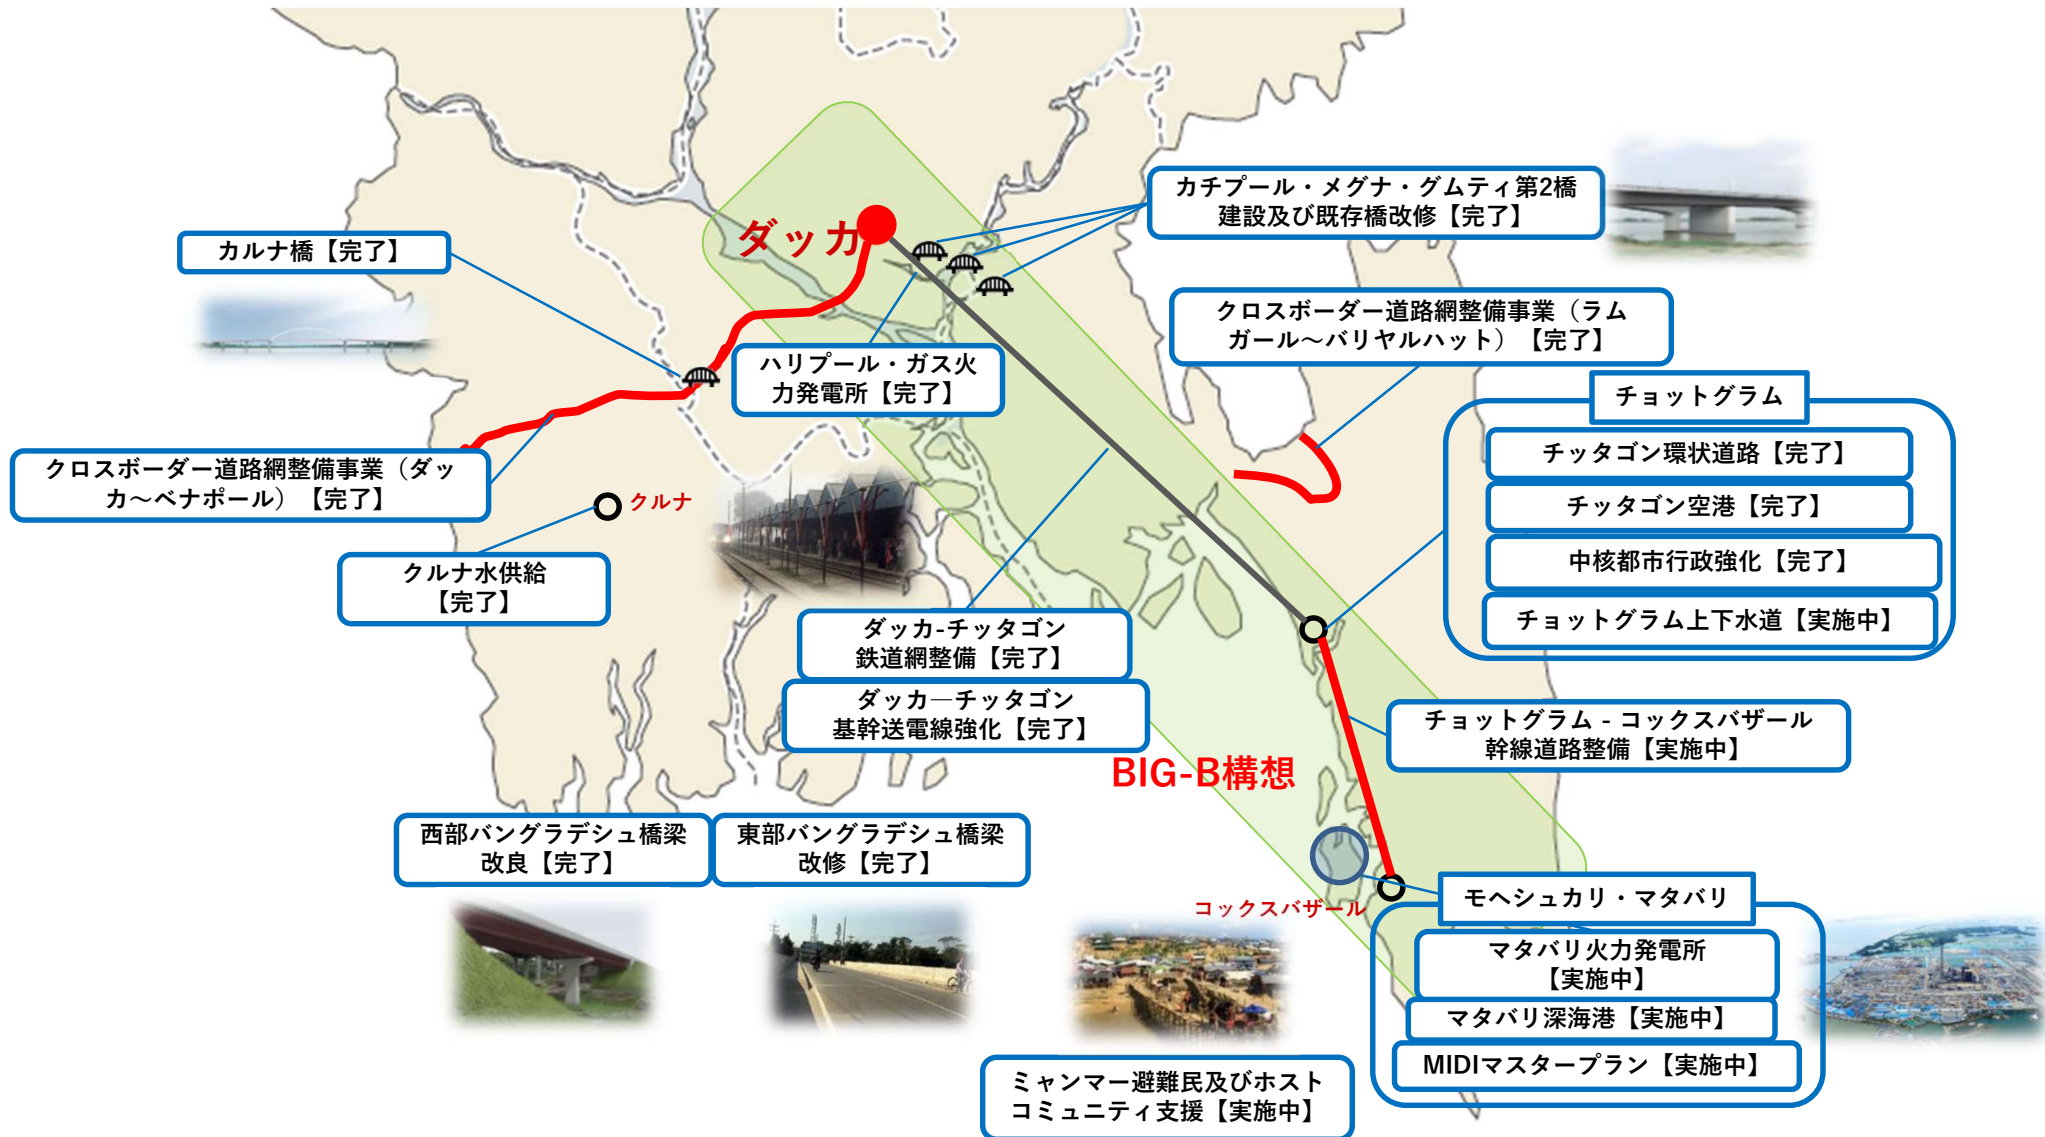 カチプール・メグナ・グムティ第2橋
建設及び既存橋改修【完了】
ダッカ
カルナ橋【完了】
クロスボーダー道路網整備事業（ラム
ガール～バリヤルハット）【完了】
ハリプール・ガス火
力発電所【完了】
チョットグラム
チッタゴン環状道路【完了】
チッタゴン空港【完了】
中核都市行政強化【完了】
チョットグラム上下水道【実施中】
クロスボーダー道路網整備事業（ダッ
カ～ベナポール）【完了】
クルナ
クルナ水供給
【完了】
ダッカ-チッタゴン
鉄道網整備【完了】
ダッカ―チッタゴン
基幹送電線強化【完了】
チョットグラム - コックスバザール
幹線道路整備【実施中】
BIG-B構想
西部バングラデシュ橋梁
改良【完了】
東部バングラデシュ橋梁
改修【完了】
コックスバザール
モヘシュカリ・マタバリ
マタバリ火力発電所
【実施中】
マタバリ深海港【実施中】
MIDIマスタープラン【実施中】
ミャンマー避難民及びホスト
コミュニティ支援【実施中】